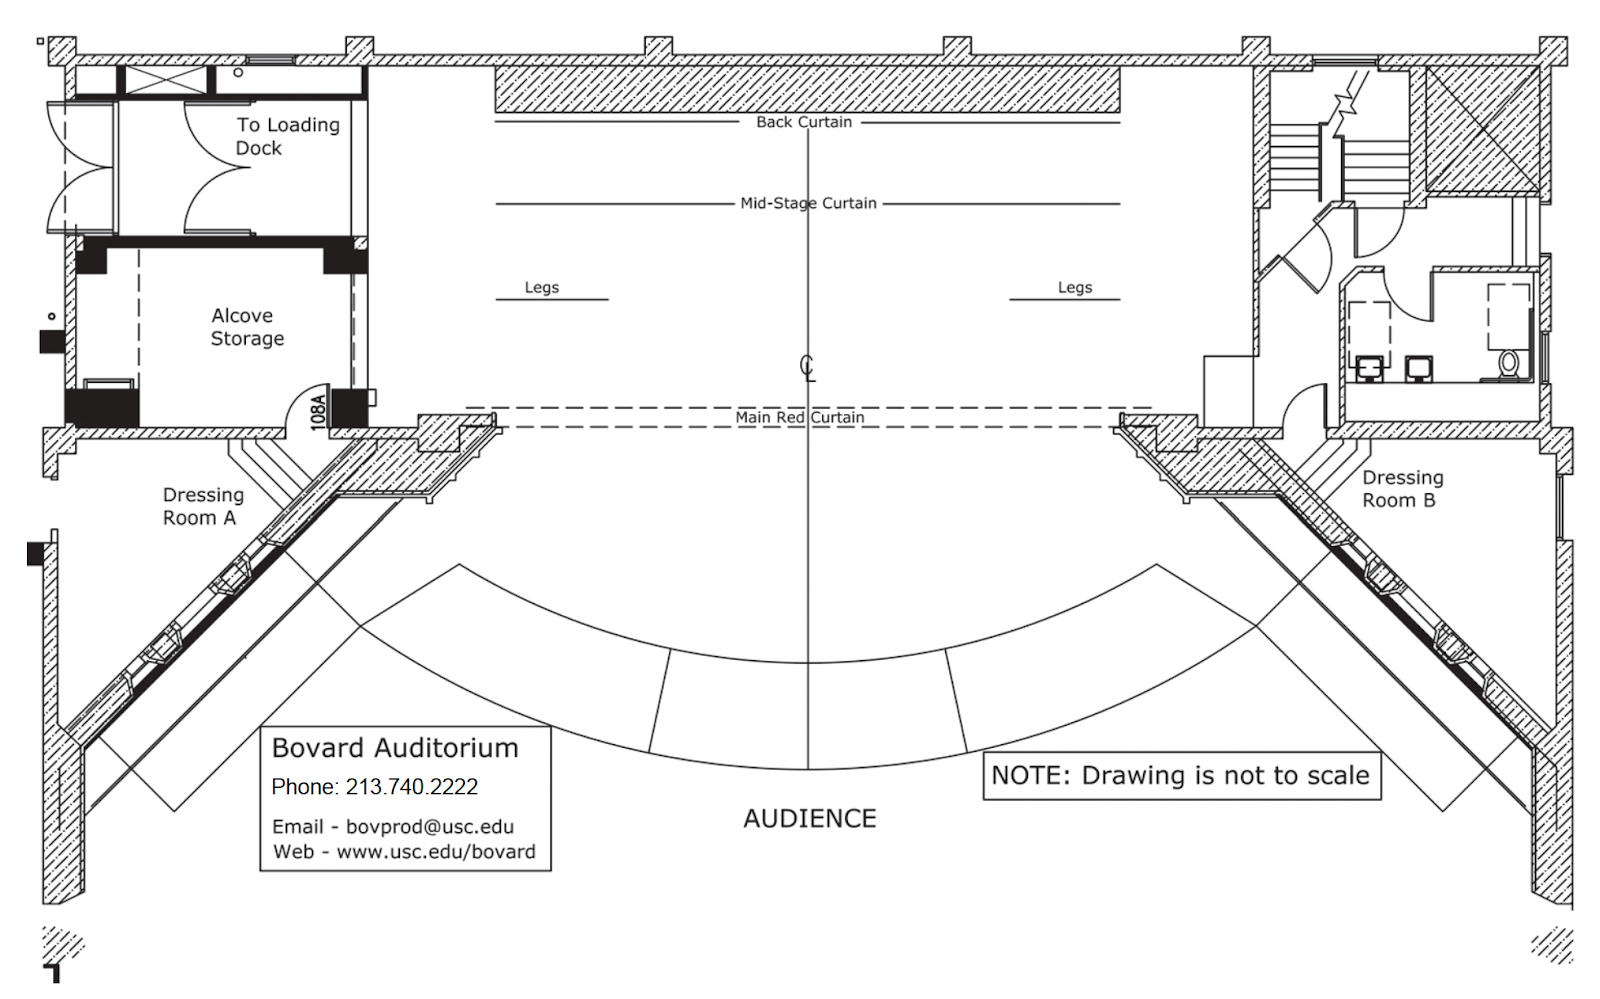 To Loading
Dock
Back Curtain
Mid-Stage Curtain
Legs
Legs
Alcove
Storage
℄
108A
Main Red Curtain
Dressing
Room A
Dressing
Room B
Bovard Auditorium
Phone: 213.740.2222
Email - bovprod@usc.edu
Web - www.usc.edu/bovard
NOTE: Drawing is not to scale
AUDIENCE